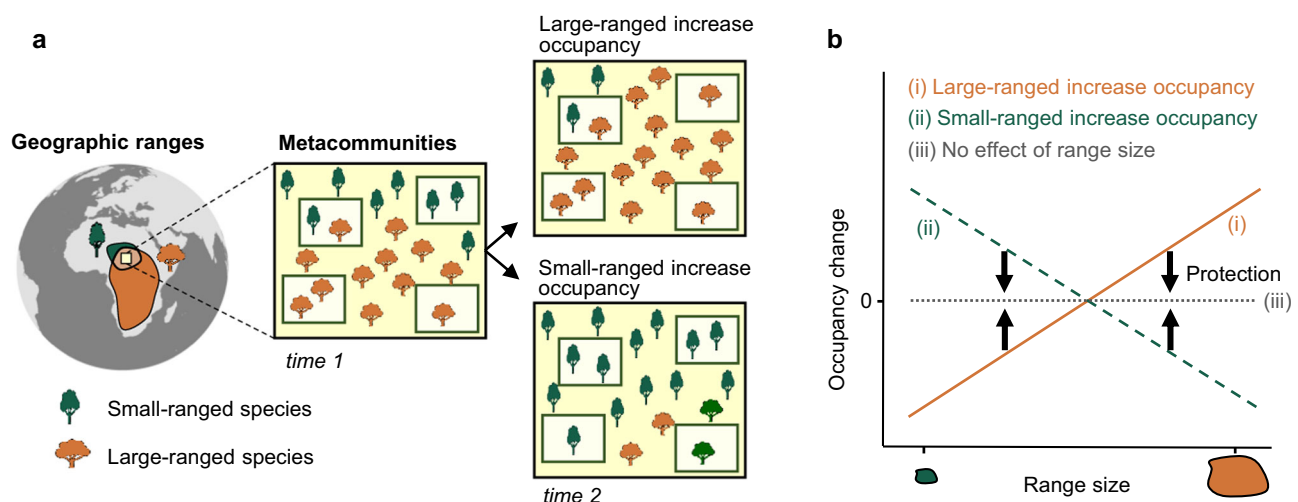 a
Large-ranged increase
occupancy
Geographic ranges
Metacommunities
time 1
Small-ranged species
Large-ranged species
Small-ranged increase
occupancy
time 2
b
(i) Large-ranged increase occupancy
(ii) Small-ranged increase occupancy
(iii) No effect of range size
(ii)
(i)
Protection
0
(iii)
Occupancy change
Range size